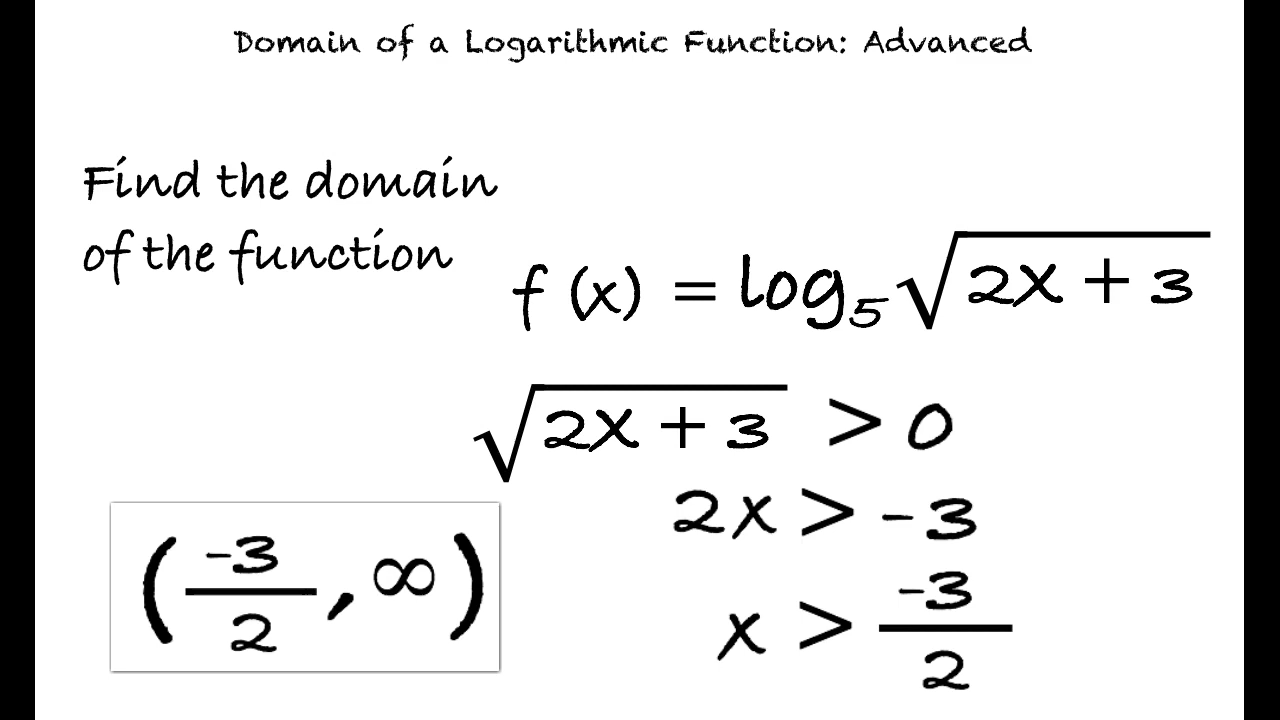 Domain of a Logarithmic Function: Advanced
Find the domain
of the function
f (x) = log₅ √(2x + 3)
√(2x + 3) > 0
2x > -3
x > -3/2
(-3/2, ∞)